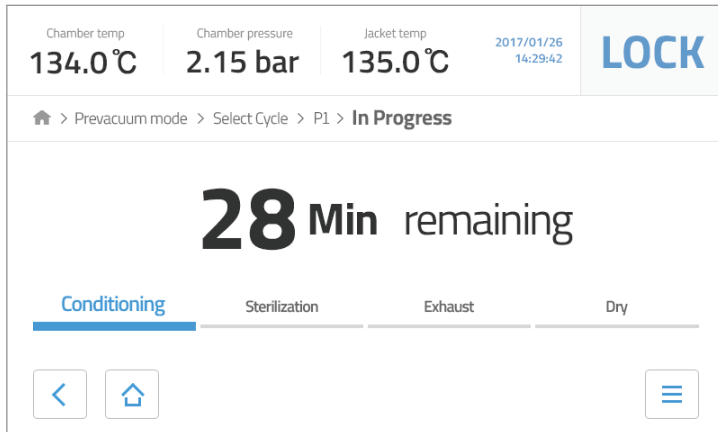 Chamber temp
134.0℃
Chamber pressure
2.15 bar
Jacket temp
135.0℃
2017/01/26
14:29:42
LOCK
> Prevacuum mode > Select Cycle > P1 > In Progress
28 Min remaining
Conditioning
Sterilization
Exhaust
Dry